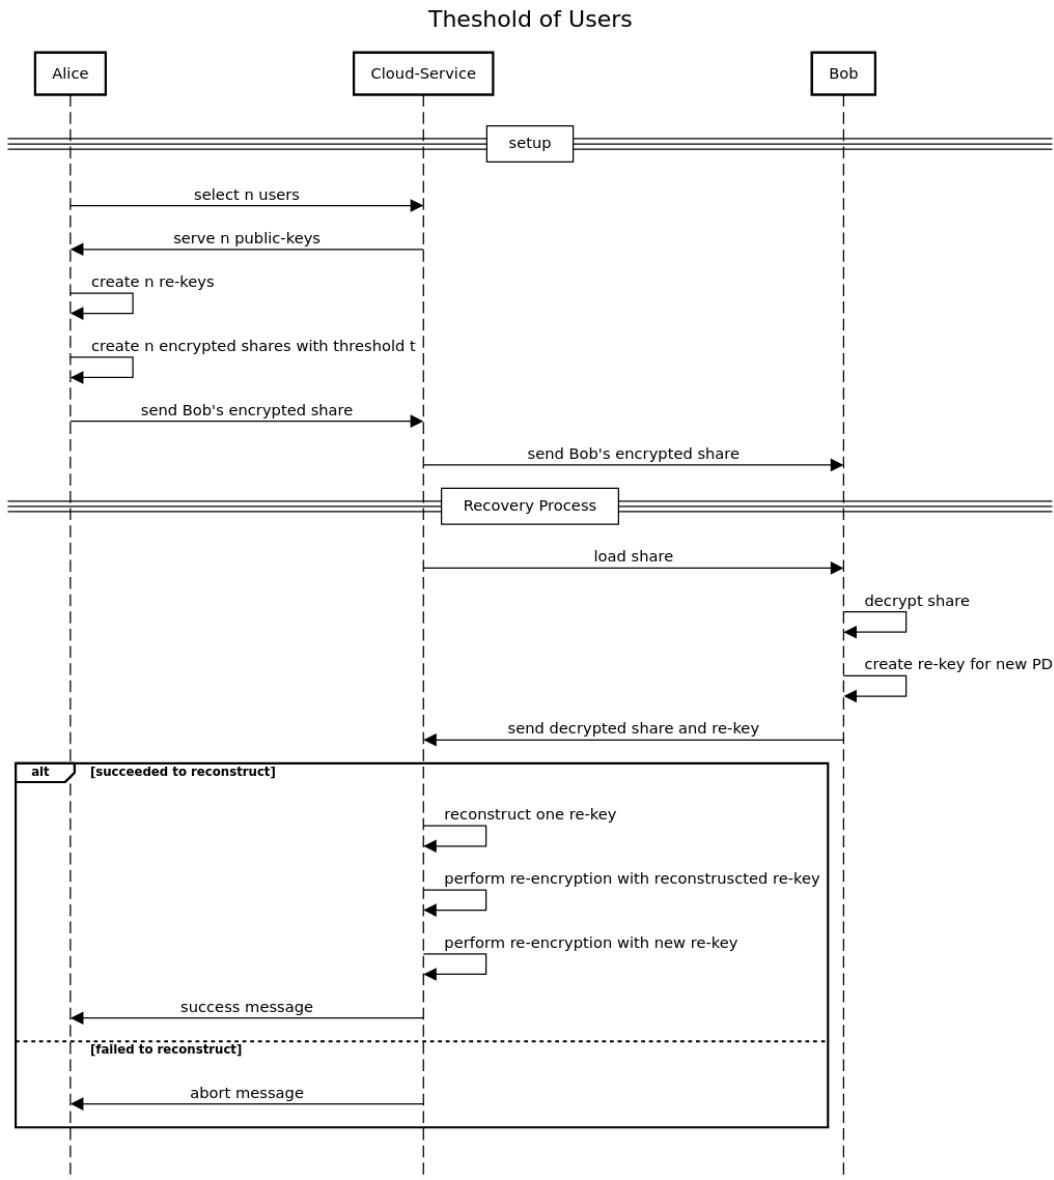 Theshold of Users
Alice
Cloud-Service
Bob
setup
select n users
serve n public-keys
create n re-keys
create n encrypted shares with threshold t
send Bob's encrypted share
send Bob's encrypted share
Recovery Process
load share
decrypt share
create re-key for new PD
send decrypted share and re-key
alt
[succeeded to reconstruct]
reconstruct one re-key
perform re-encryption with reconstruscted re-key
perform re-encryption with new re-key
success message
[failed to reconstruct]
abort message